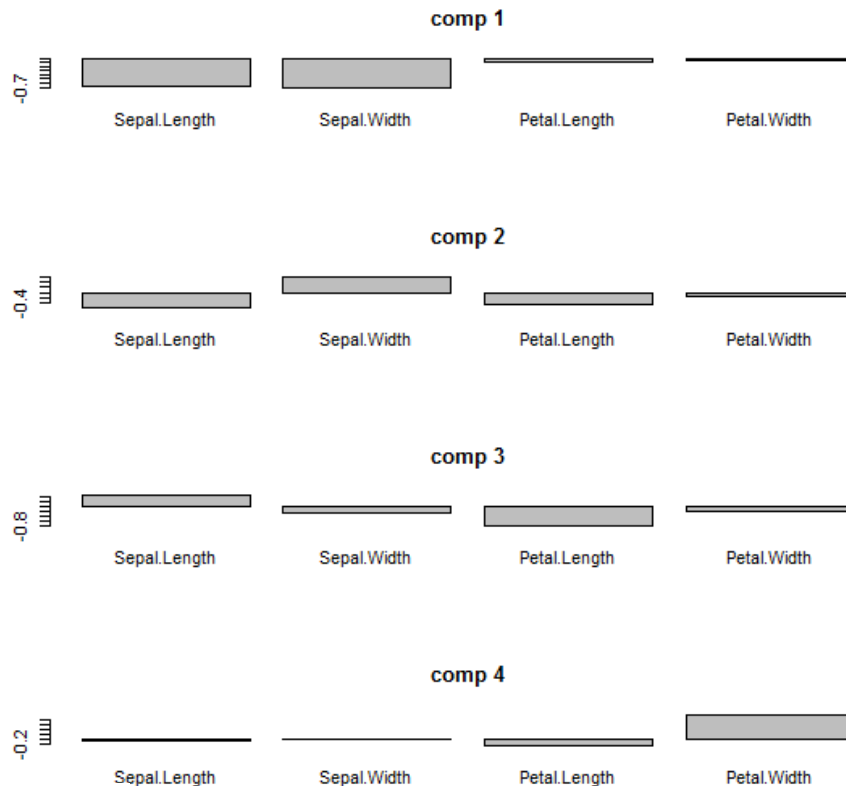 comp 1
-0.7
Sepal.Length Sepal.Width Petal.Length Petal.Width
comp 2
-0.4
Sepal.Length Sepal.Width Petal.Length Petal.Width
comp 3
-0.8
Sepal.Length Sepal.Width Petal.Length Petal.Width
comp 4
-0.2
Sepal.Length Sepal.Width Petal.Length Petal.Width